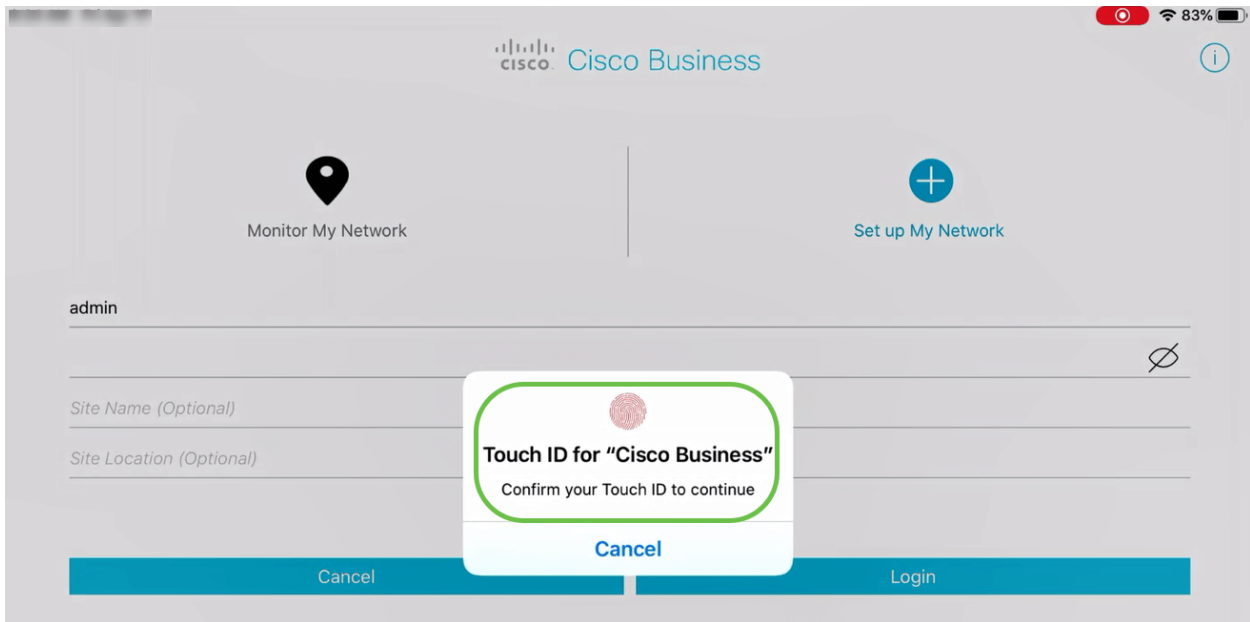 83%
CISCO. Cisco Business
i
Monitor My Network
Set up My Network
admin
Site Name (Optional)
Site Location (Optional)
Touch ID for “Cisco Business”
Confirm your Touch ID to continue
Cancel
Cancel
Login